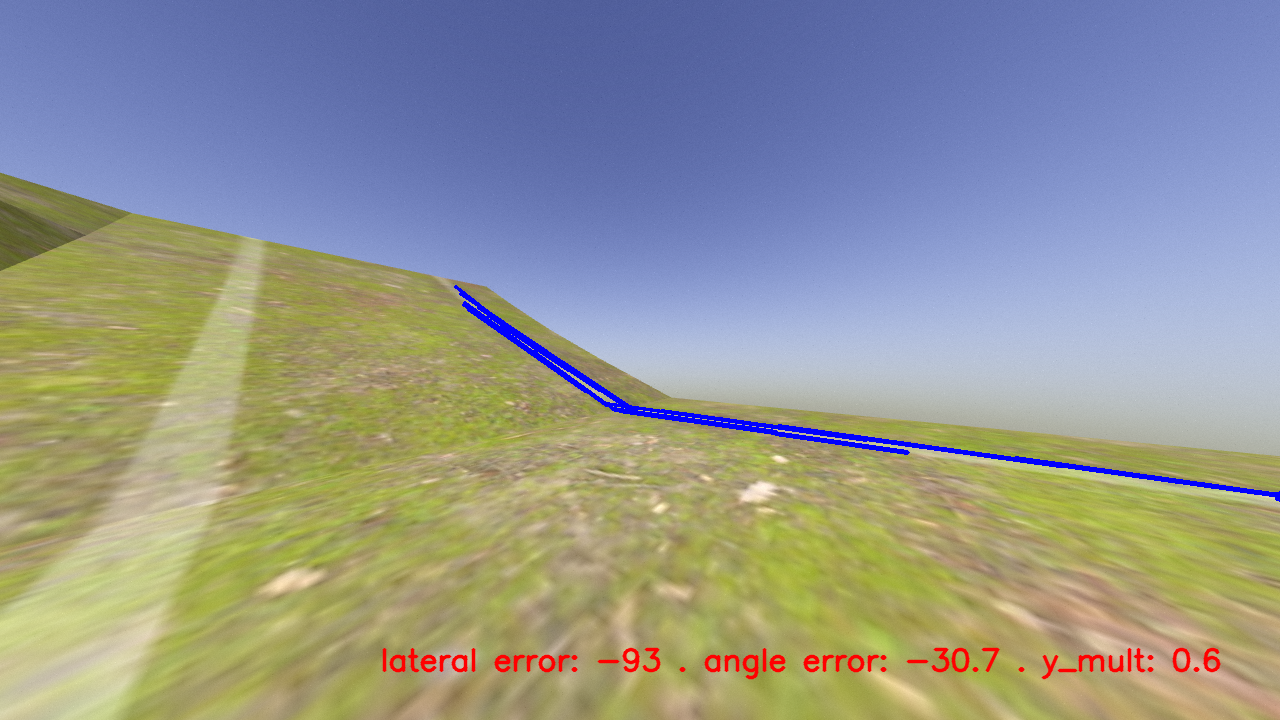 lateral error: -93 . angle error: -30.7 . y_mult: 0.6